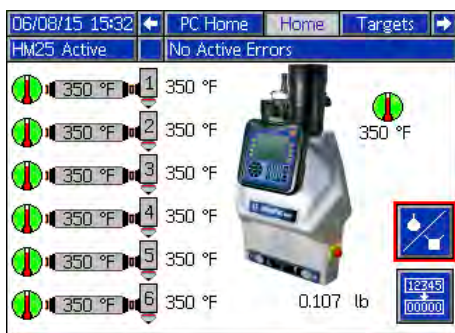 06/08/15 15:32 PC Home Home Targets
HM25 Active No Active Errors
350 °F 1 350 °F
350 °F 2 350 °F
350 °F
350 °F 3 350 °F
350 °F 4 350 °F
350 °F 5 350 °F
350 °F 6 350 °F
0.107 lb
12345
00000